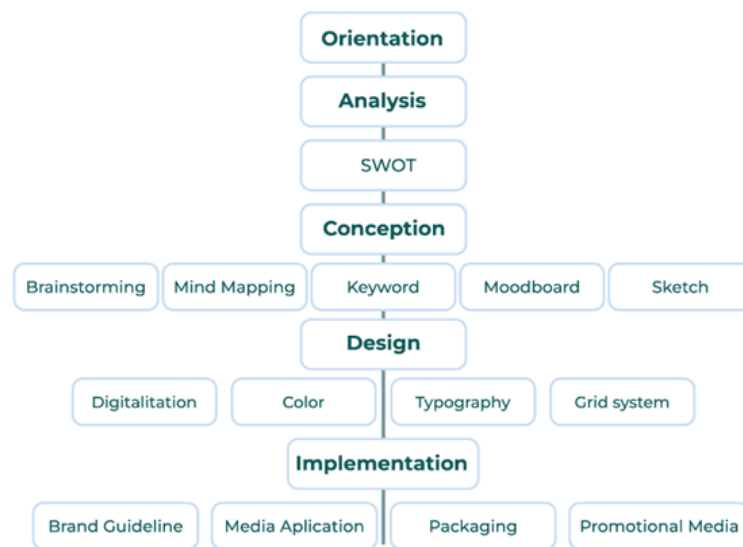 Orientation
Analysis
SWOT
Conception
Brainstorming
Mind Mapping
Keyword
Moodboard
Sketch
Design
Digitalitation
Color
Typography
Grid system
Implementation
Brand Guideline
Media Aplication
Packaging
Promotional Media